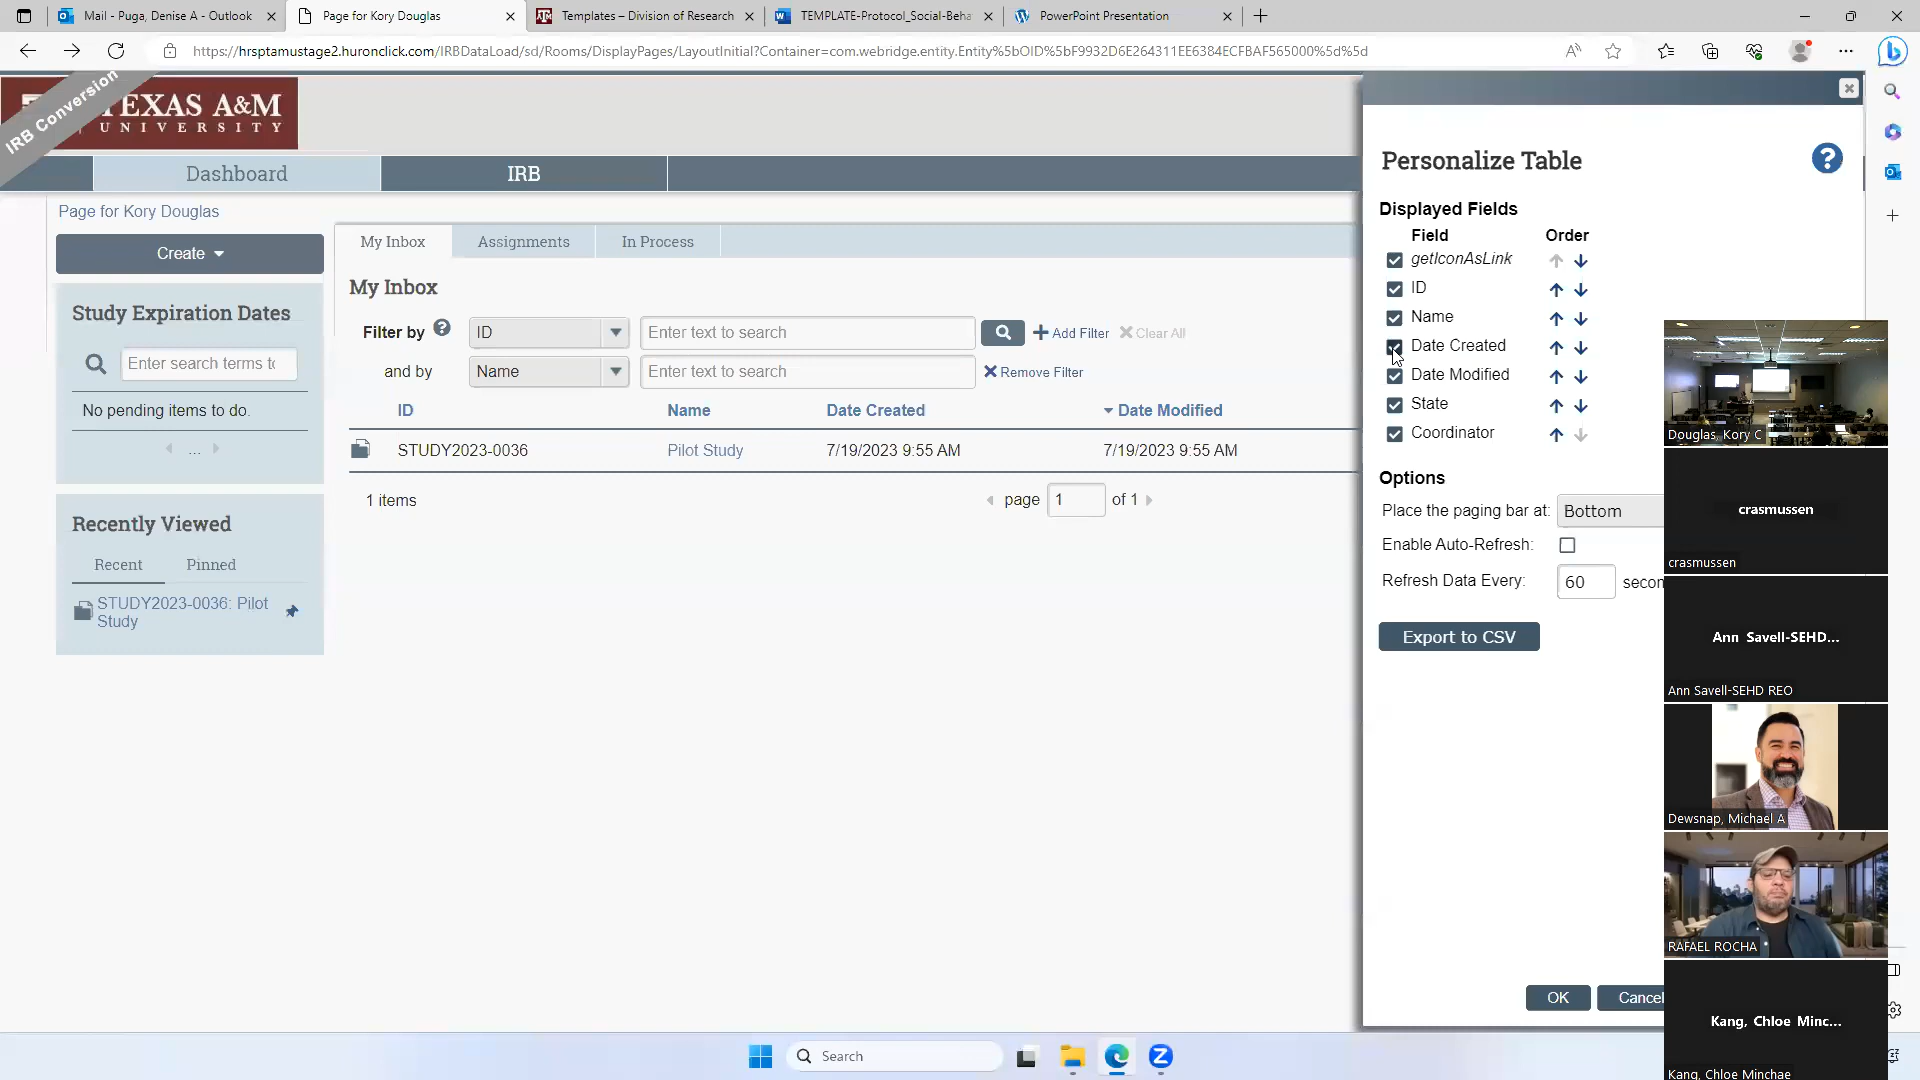 Mail - Puga, Denise A - Outlook
Page for Kory Douglas
Templates – Division of Research
TEMPLATE-Protocol_Social-Beha
PowerPoint Presentation
https://hrsptamustage2.huronclick.com/IRBDataLoad/sd/Rooms/DisplayPages/LayoutInitial?Container=com.webridge.entity.Entity%5bOID%5bF9932D6E264311EE6384ECFBAF565000%5d%5d
IRB Conversion
TEXAS A&M
UNIVERSITY
Dashboard
IRB
Page for Kory Douglas
Create
Study Expiration Dates
Enter search terms to
No pending items to do.
...
Recently Viewed
Recent Pinned
STUDY2023-0036: Pilot
Study
My Inbox Assignments In Process
My Inbox
Filter by ? ID Enter text to search Add Filter Clear All
and by Name Enter text to search Remove Filter
ID Name Date Created Date Modified
STUDY2023-0036 Pilot Study 7/19/2023 9:55 AM 7/19/2023 9:55 AM
1 items page 1 of 1
Personalize Table ?
Displayed Fields
Field Order
getIconAsLink
ID
Name
Date Created
Date Modified
State
Coordinator
Options
Place the paging bar at: Bottom
Enable Auto-Refresh:
Refresh Data Every: 60 secon
Export to CSV
OK Cancel
Douglas, Kory C
crasmussen
crasmussen
Ann Savell-SEHD...
Ann Savell-SEHD REO
Dewsnap, Michael A
RAFAEL ROCHA
Kang, Chloe Minc...
Kang, Chloe Minchae
Search